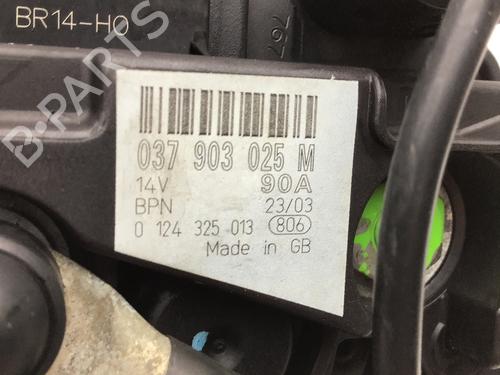 BR14-HO
767
037 903 025 M
14V 90A
BPN 23/03
0 124 325 013 806
Made in GB
B-PARTS